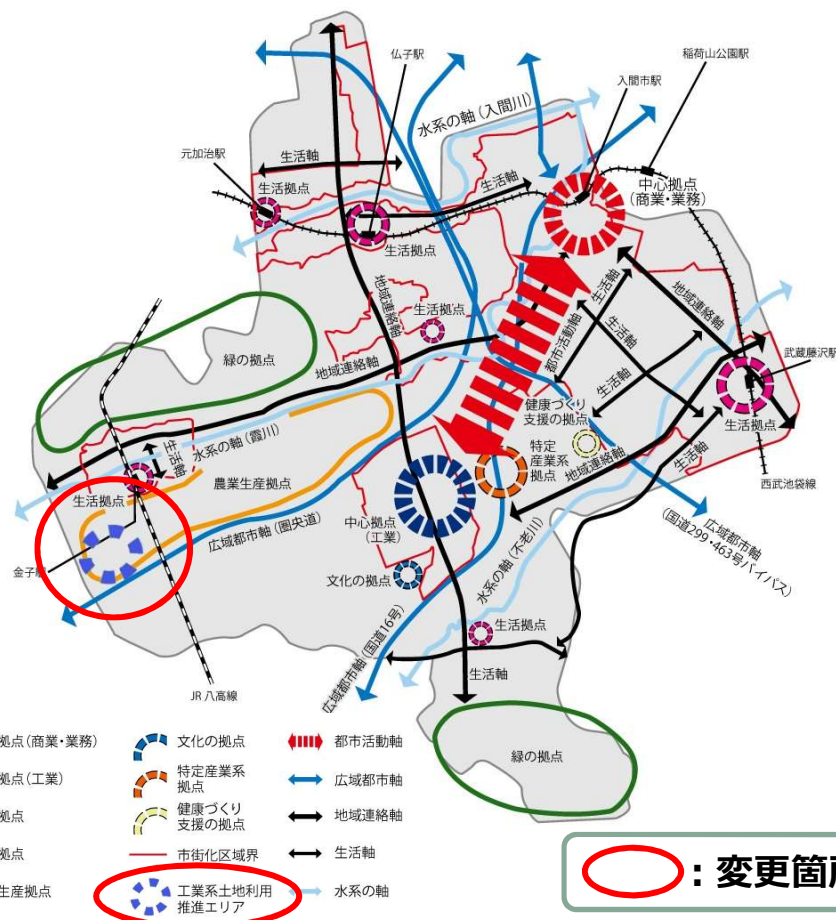 仏子駅
稲荷山公園駅
入間市駅
水系の軸(入間川)
元加治駅
生活軸
生活軸
生活拠点
中心拠点
(商業・業務)
生活拠点
地域連絡軸
生活軸
地域連絡軸
生活拠点
都市活動軸
生活軸
武蔵藤沢駅
緑の拠点
地域連絡軸
生活軸
健康づくり
支援の拠点
生活拠点
水系の軸(霞川)
生活軸
特定
産業系
拠点
地域連絡軸
生活軸
西武池袋線
生活拠点
農業生産拠点
広域都市軸(圏央道)
中心拠点
(工業)
広域都市軸
(国道299・463号バイパス)
金子駅
文化の拠点
水系の軸(不老川)
生活拠点
広域都市軸(国道16号)
生活軸
JR八高線
緑の拠点
拠点(商業・業務)
文化の拠点
都市活動軸
拠点(工業)
特定産業系
拠点
広域都市軸
拠点
健康づくり
支援の拠点
地域連絡軸
拠点
市街化区域界
生活軸
生産拠点
工業系土地利用
推進エリア
水系の軸
:変更箇所